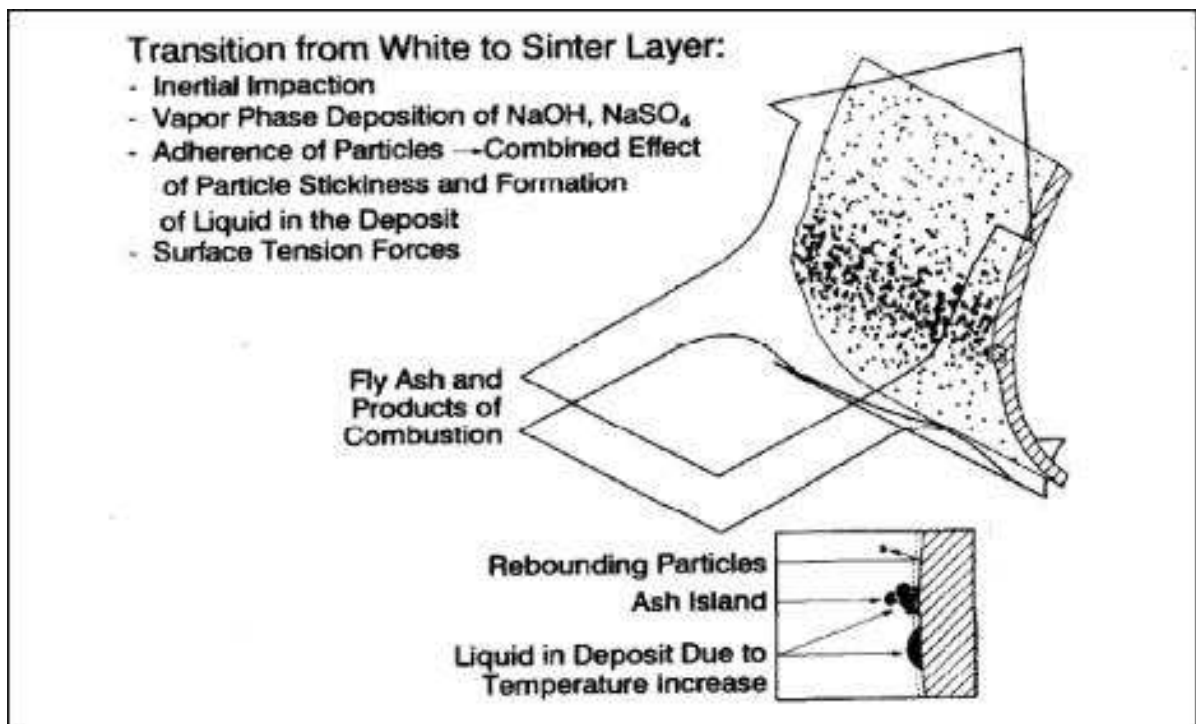 Transition from White to Sinter Layer:
- Inertial Impaction
- Vapor Phase Deposition of NaOH, NaSO₄
- Adherence of Particles → Combined Effect
of Particle Stickiness and Formation
of Liquid in the Deposit
- Surface Tension Forces
Fly Ash and
Products of
Combustion
Rebounding Particles
Ash Island
Liquid in Deposit Due to
Temperature Increase